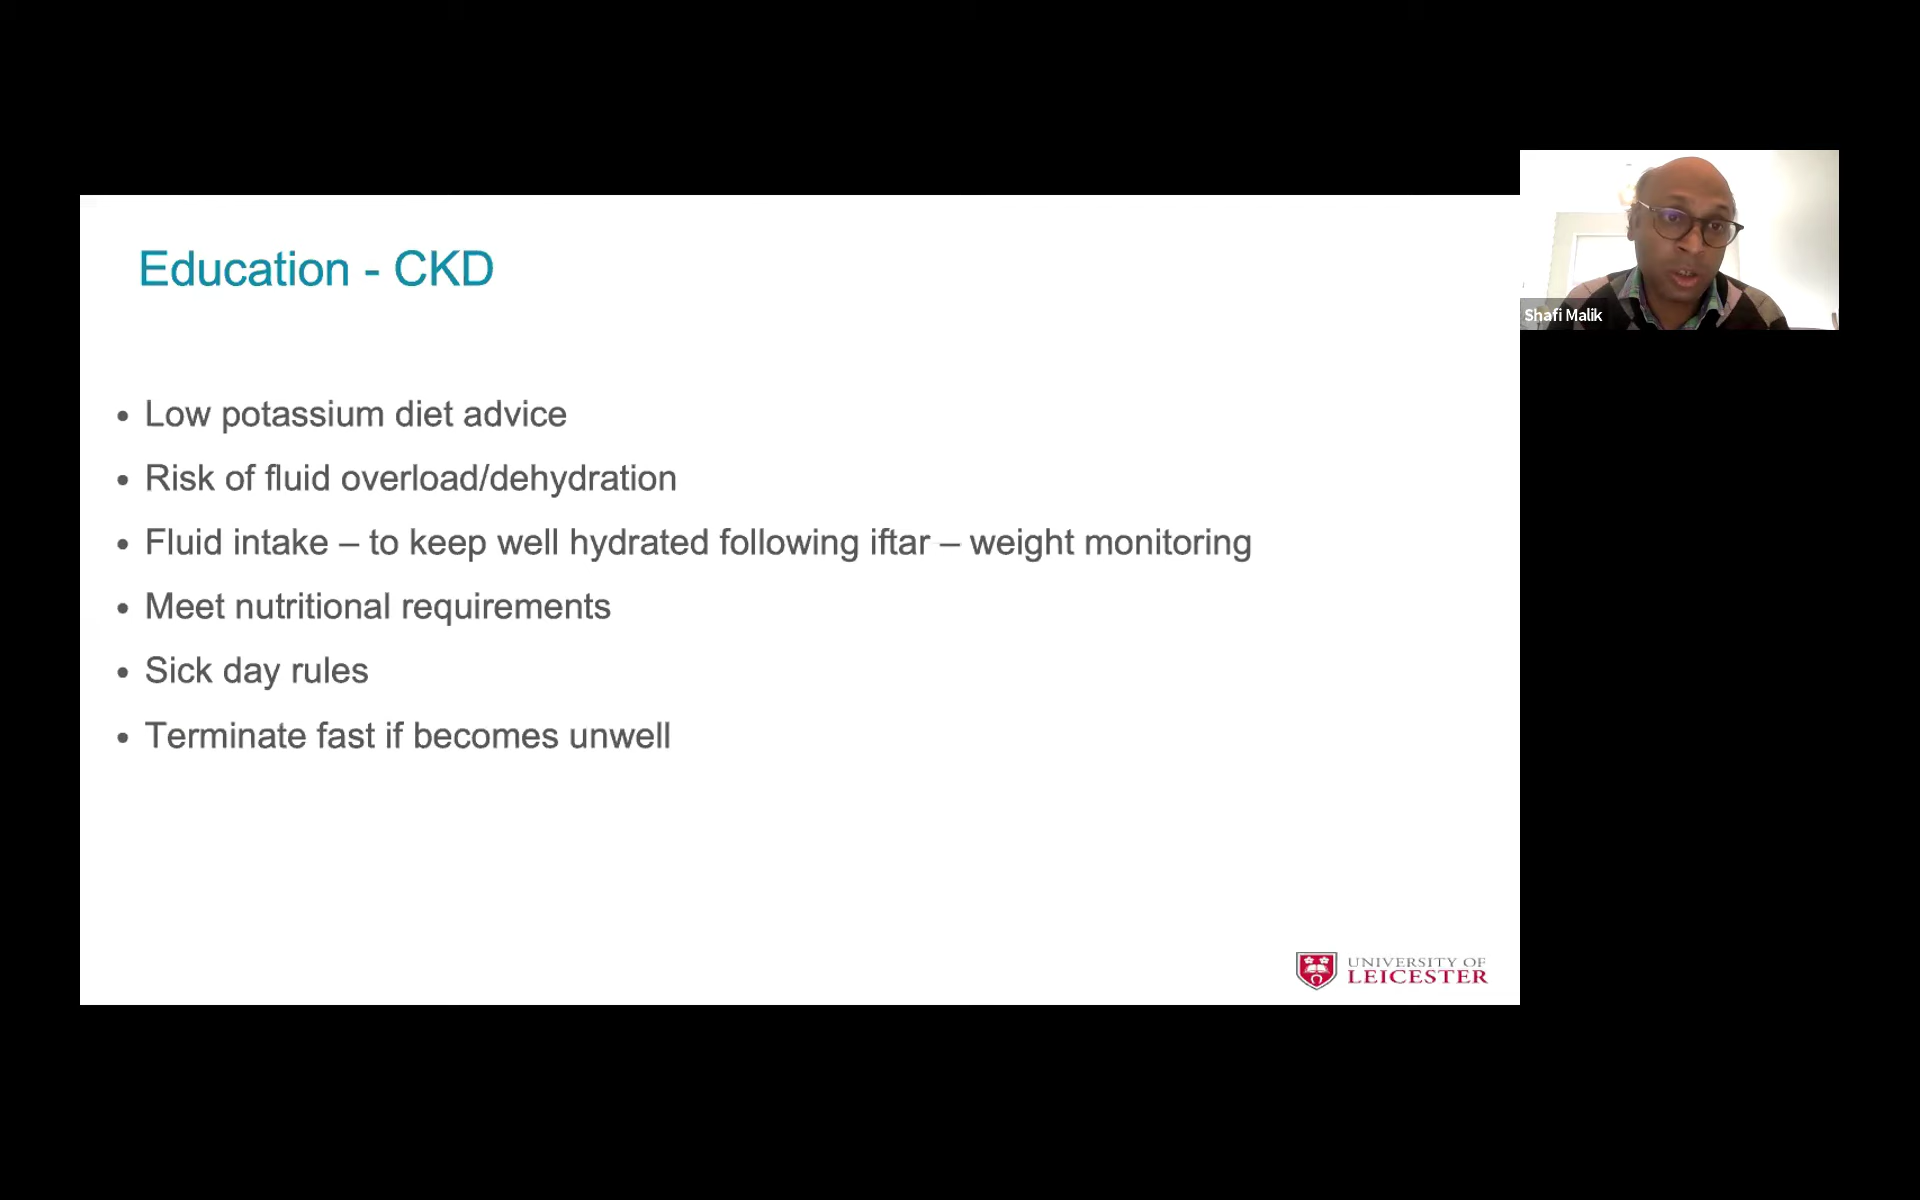 Education - CKD
• Low potassium diet advice
• Risk of fluid overload/dehydration
• Fluid intake – to keep well hydrated following iftar – weight monitoring
• Meet nutritional requirements
• Sick day rules
• Terminate fast if becomes unwell
Shafi Malik
UNIVERSITY OF
LEICESTER